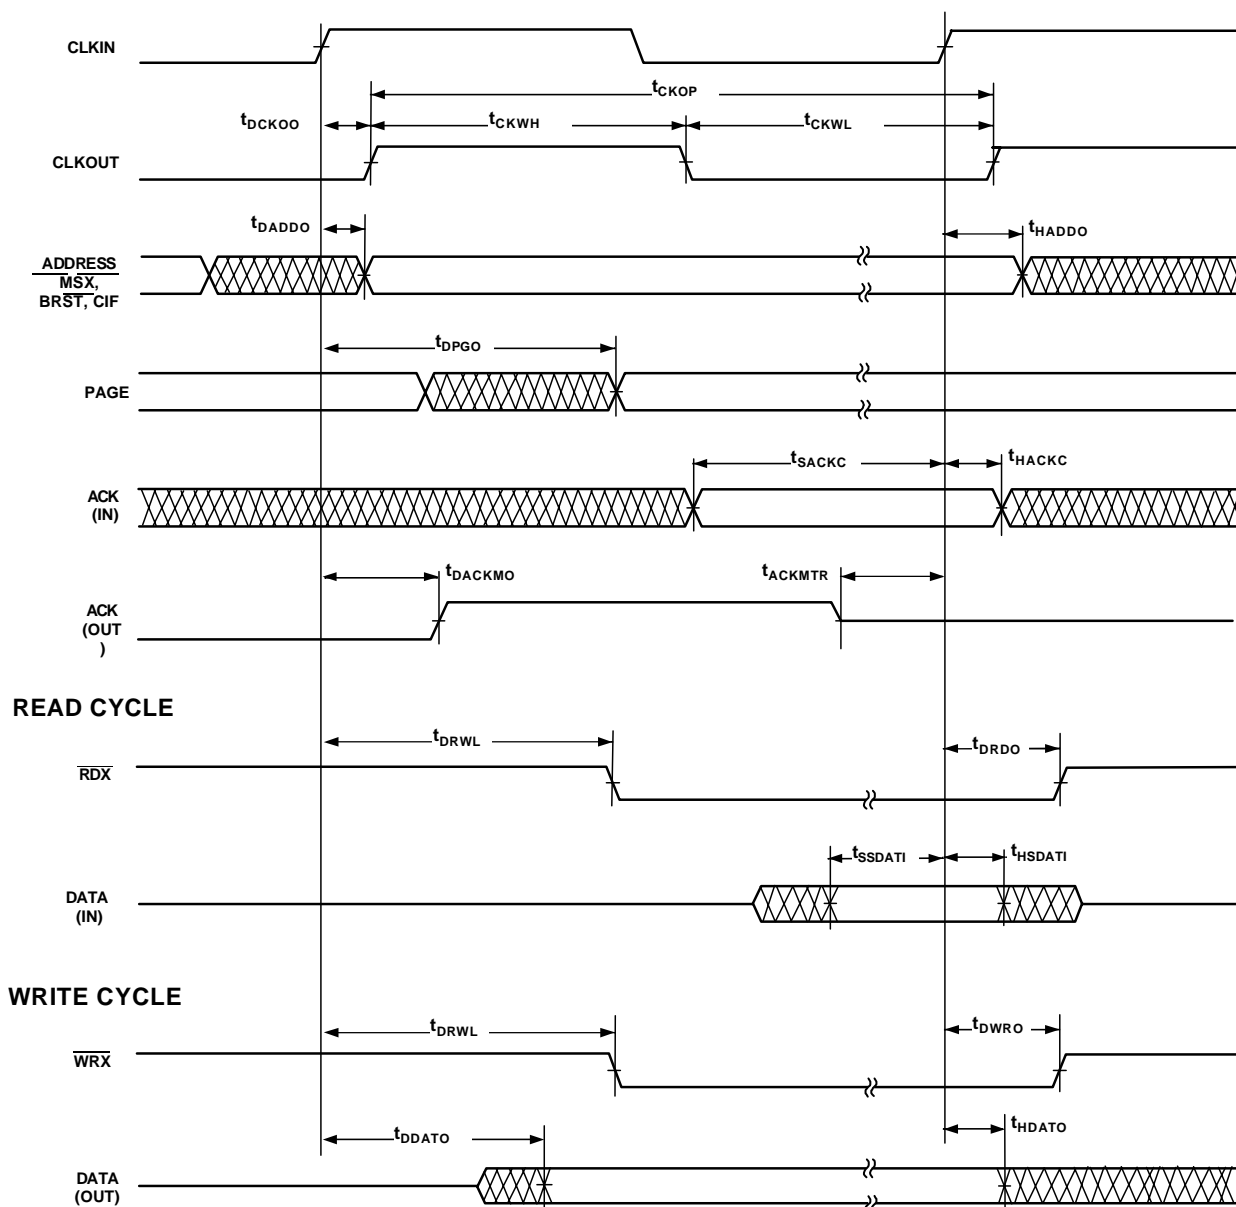 CLKIN
tCKOP
tDCKOO
tCKWH
tCKWL
CLKOUT
tDADDO
tHADDO
ADDRESS
MSX,
BRST, CIF
tDPGO
PAGE
tSACKC
tHACKC
ACK
(IN)
tDACKMO
tACKMTR
ACK
(OUT
)
READ CYCLE
tDRWL
tDRDO
RDX
tSSDATI
tHSDATI
DATA
(IN)
WRITE CYCLE
tDRWL
tDWRO
WRX
tDDATO
tHDATO
DATA
(OUT)